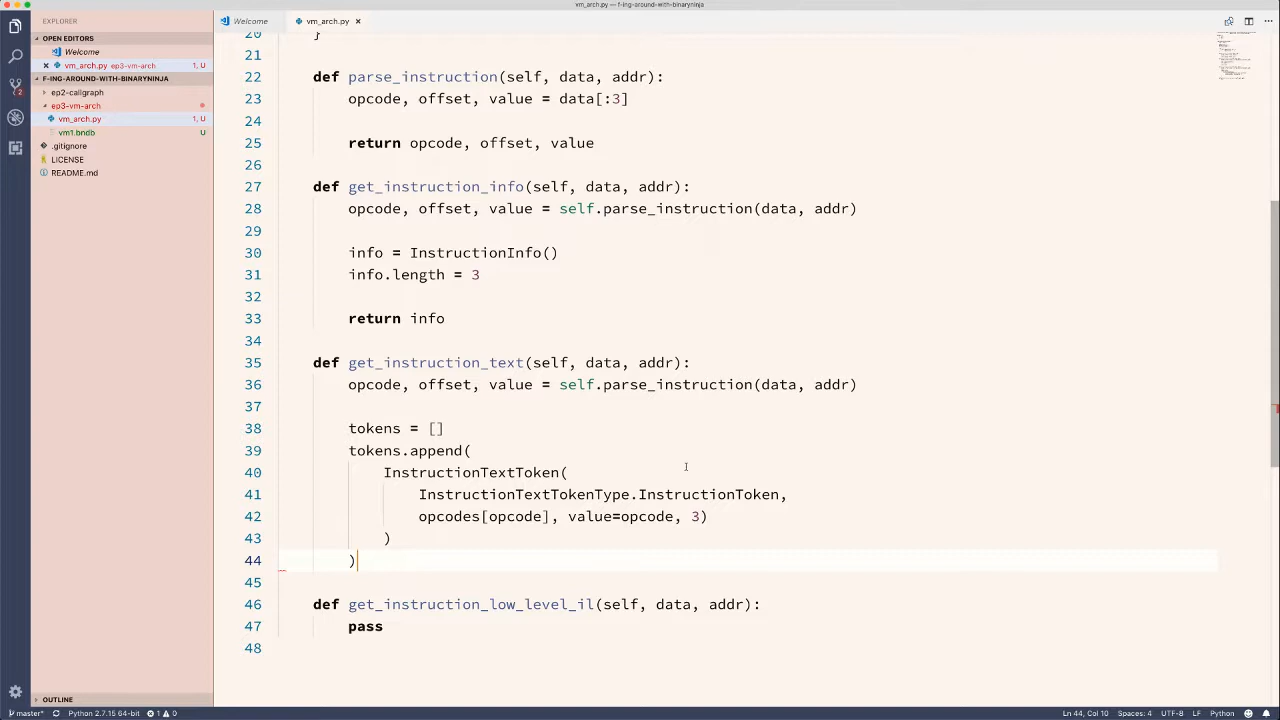 vm_arch.py — f-ing-around-with-binaryninja
EXPLORER
OPEN EDITORS
Welcome
vm_arch.py ep3-vm-arch 1, U
F-ING-AROUND-WITH-BINARYNINJA
ep2-callgraph
ep3-vm-arch
vm_arch.py 1, U
vm1.bndb U
.gitignore
LICENSE
README.md
OUTLINE
Welcome vm_arch.py
20 }
21
22 def parse_instruction(self, data, addr):
23 opcode, offset, value = data[:3]
24
25 return opcode, offset, value
26
27 def get_instruction_info(self, data, addr):
28 opcode, offset, value = self.parse_instruction(data, addr)
29
30 info = InstructionInfo()
31 info.length = 3
32
33 return info
34
35 def get_instruction_text(self, data, addr):
36 opcode, offset, value = self.parse_instruction(data, addr)
37
38 tokens = []
39 tokens.append(
40 InstructionTextToken(
41 InstructionTextTokenType.InstructionToken,
42 opcodes[opcode], value=opcode, 3)
43 )
44 )
45
46 def get_instruction_low_level_il(self, data, addr):
47 pass
48
2
master* Python 2.7.15 64-bit 1 0 Ln 44, Col 10 Spaces: 4 UTF-8 LF Python